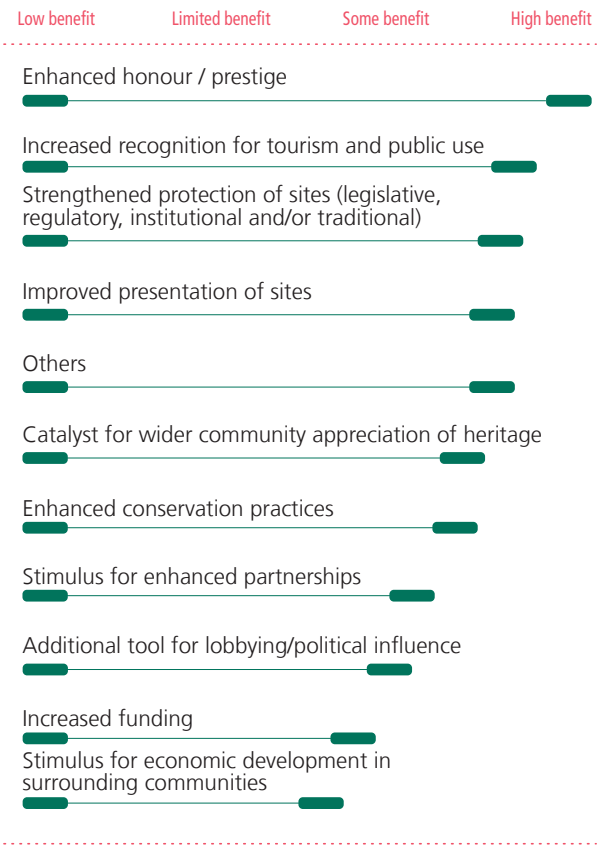 Low benefit Limited benefit Some benefit High benefit
Enhanced honour / prestige
Increased recognition for tourism and public use
Strengthened protection of sites (legislative,
regulatory, institutional and/or traditional)
Improved presentation of sites
Others
Catalyst for wider community appreciation of heritage
Enhanced conservation practices
Stimulus for enhanced partnerships
Additional tool for lobbying/political influence
Increased funding
Stimulus for economic development in
surrounding communities